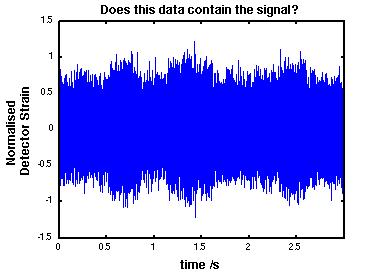 Does this data contain the signal?
1.5
1
0.5
0
-0.5
-1
-1.5
Normalised
Detector Strain
0 0.5 1 1.5 2 2.5
time /s